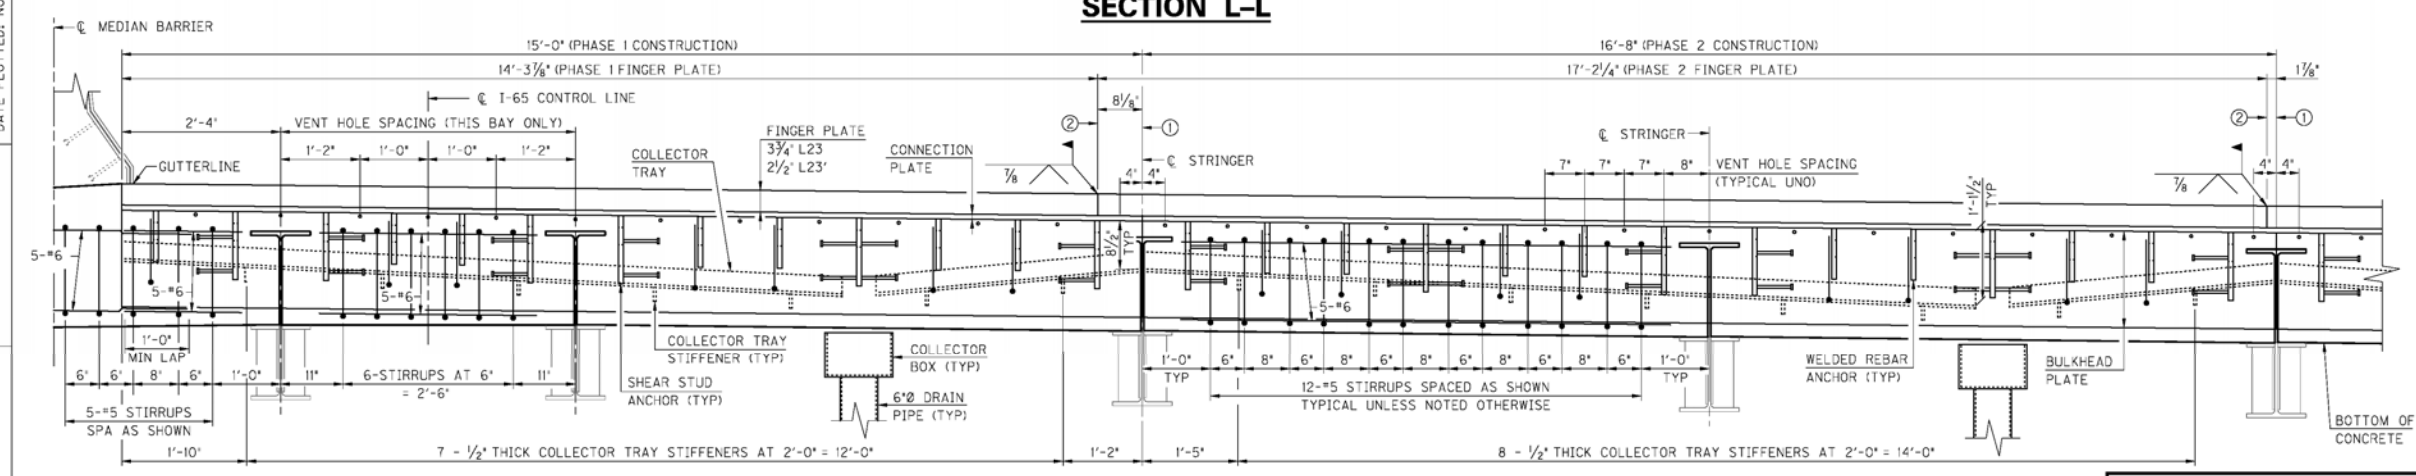 SECTION L-L
℄ MEDIAN BARRIER
15'-0" (PHASE 1 CONSTRUCTION)
16'-8" (PHASE 2 CONSTRUCTION)
14'-3⅞" (PHASE 1 FINGER PLATE)
17'-2¼" (PHASE 2 FINGER PLATE)
1⅞"
℄ I-65 CONTROL LINE
8⅛"
2'-4"
VENT HOLE SPACING (THIS BAY ONLY)
1'-2"
1'-0"
1'-0"
1'-2"
GUTTERLINE
FINGER PLATE
3¾" L23
2½" L23'
COLLECTOR
TRAY
CONNECTION
PLATE
⅞
2
1
℄ STRINGER
4"
4"
℄ STRINGER
7"
7"
7"
8"
VENT HOLE SPACING
(TYPICAL UNO)
1'-1½"
TYP
2
1
4"
4"
⅞
5-#6
5-#6
5-#6
8½"
TYP
5-#6
1'-0"
MIN LAP
6"
6"
8"
6"
1'-0"
11"
6-STIRRUPS AT 6"
= 2'-6"
11"
5-#5 STIRRUPS
SPA AS SHOWN
COLLECTOR TRAY
STIFFENER (TYP)
SHEAR STUD
ANCHOR (TYP)
COLLECTOR
BOX (TYP)
6"Ø DRAIN
PIPE (TYP)
1'-0"
TYP
6"
8"
6"
8"
6"
8"
6"
8"
6"
8"
6"
1'-0"
TYP
12-#5 STIRRUPS SPACED AS SHOWN
TYPICAL UNLESS NOTED OTHERWISE
WELDED REBAR
ANCHOR (TYP)
BULKHEAD
PLATE
BOTTOM OF
CONCRETE
1'-10"
7 - ½" THICK COLLECTOR TRAY STIFFENERS AT 2'-0" = 12'-0"
1'-2"
1'-5"
8 - ½" THICK COLLECTOR TRAY STIFFENERS AT 2'-0" = 14'-0"